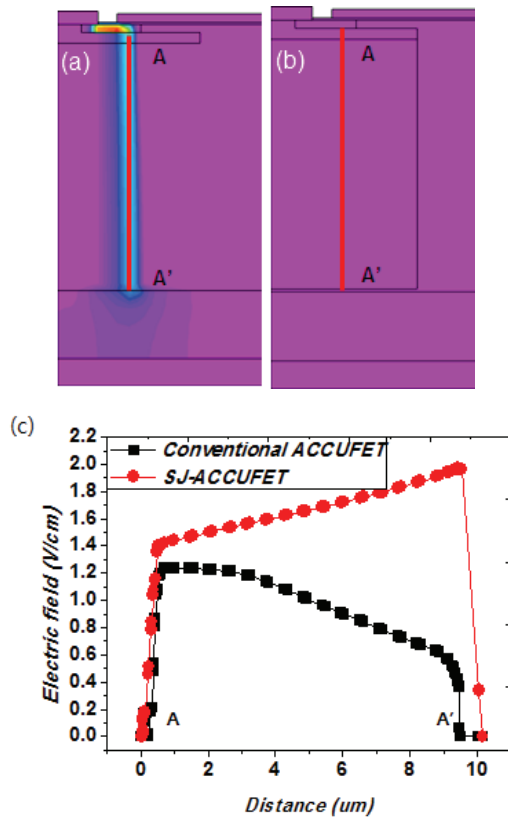 (a)
A
A'
(b)
A
A'
(c)
2.2
2.0
1.8
1.6
1.4
1.2
1.0
0.8
0.6
0.4
0.2
0.0
Electric field (V/cm)
Conventional ACCUFET
SJ-ACCUFET
A
A'
0 2 4 6 8 10
Distance (um)